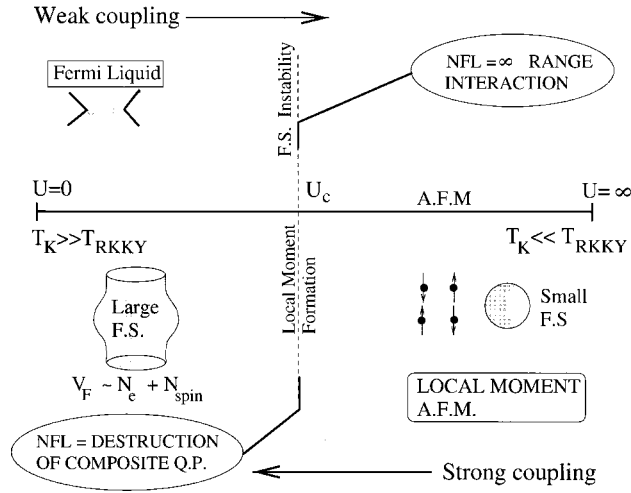 Weak coupling
Fermi Liquid
F.S. Instability
NFL = ∞ RANGE
INTERACTION
U=0
U_c
A.F.M
U=∞
T_K>>T_RKKY
T_K<< T_RKKY
Large
F.S.
Local Moment
Formation
Small
F.S
V_F ~ N_e + N_spin
LOCAL MOMENT
A.F.M.
NFL = DESTRUCTION
OF COMPOSITE Q.P.
Strong coupling